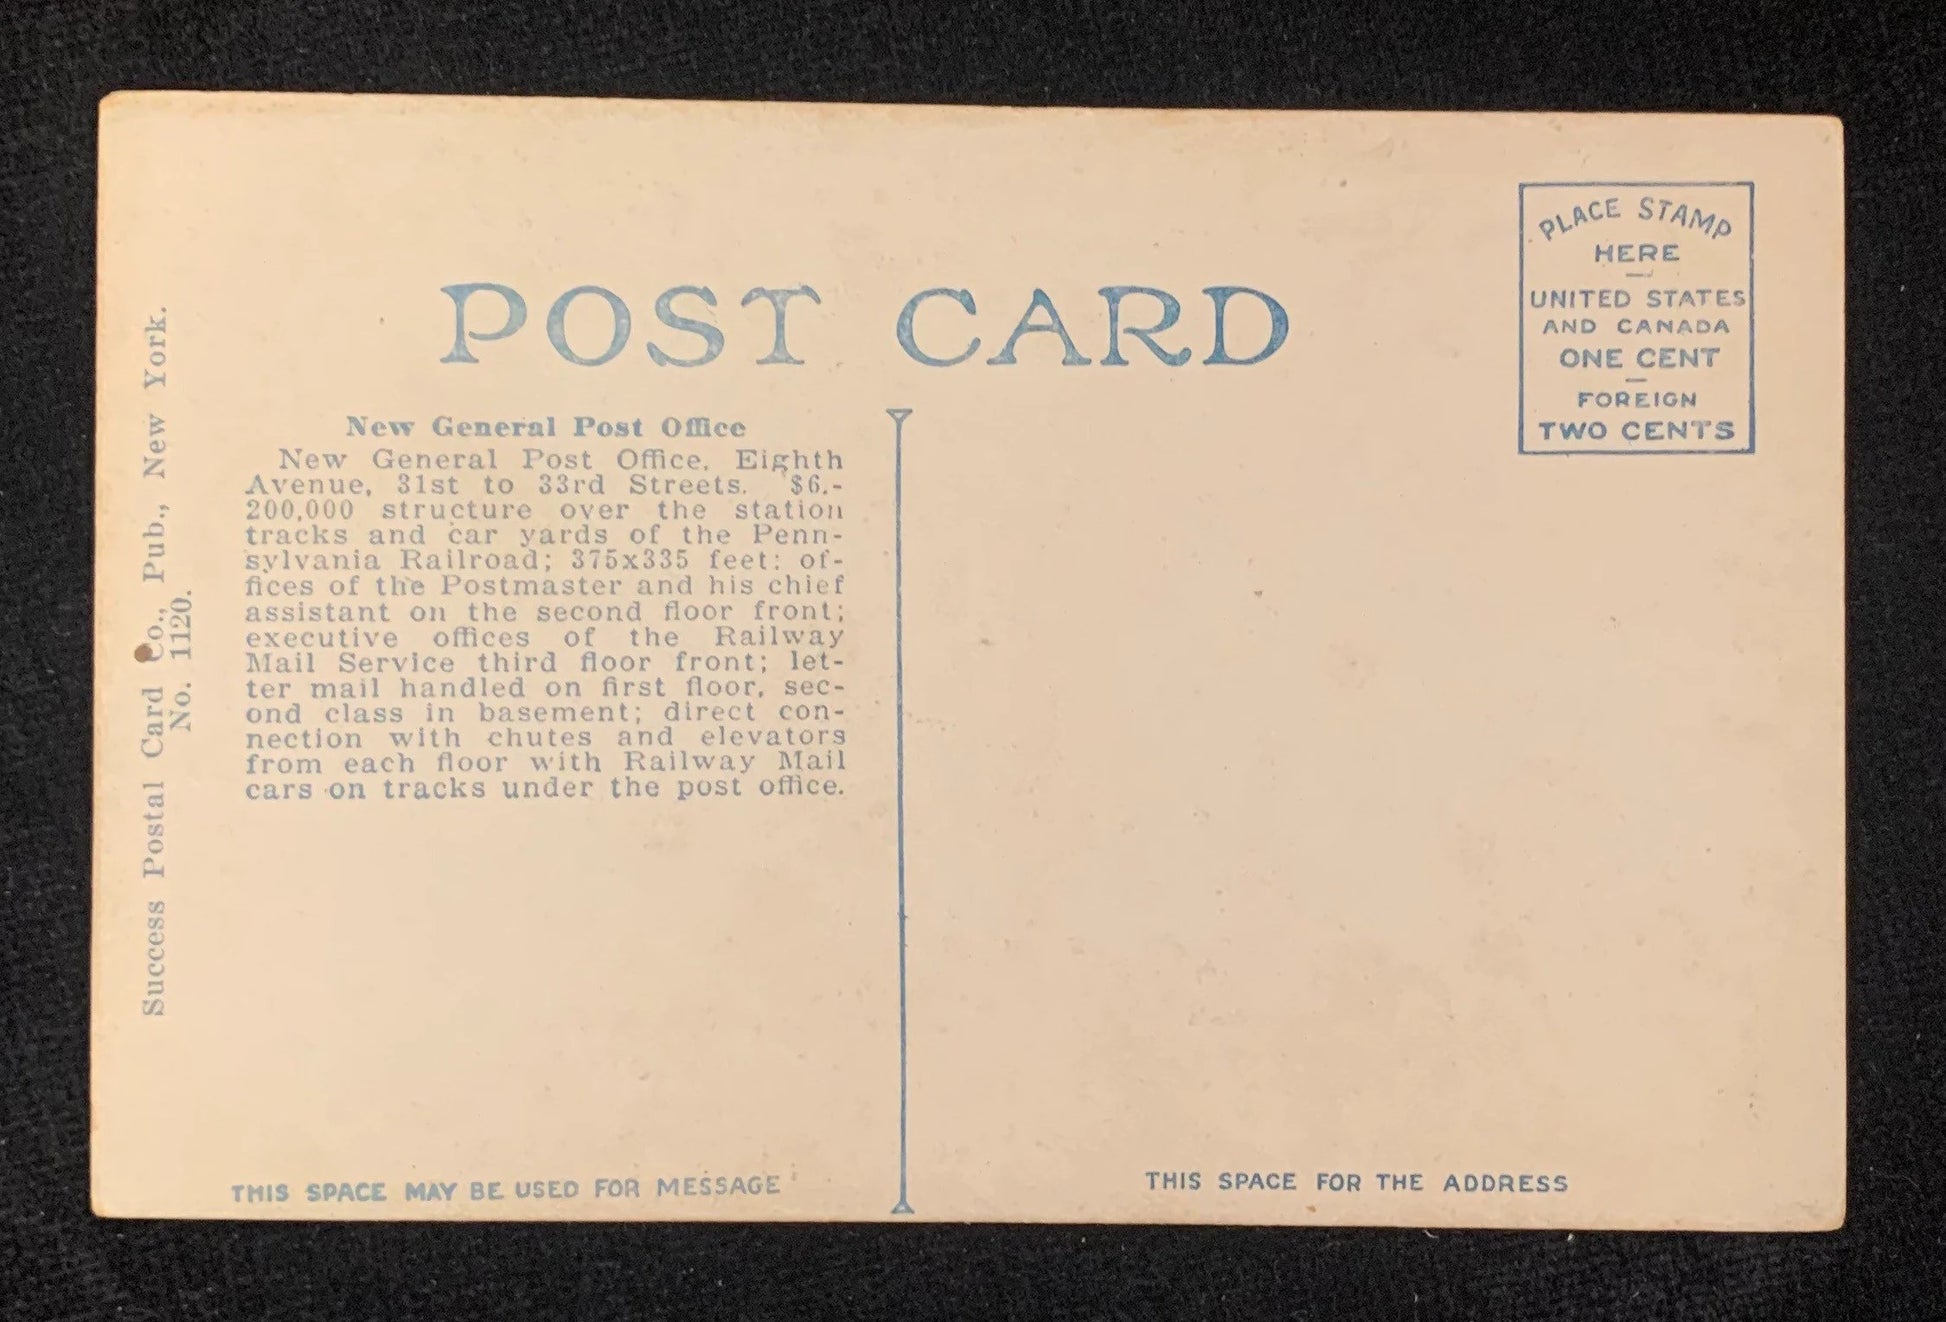 POST CARD
PLACE STAMP
HERE
UNITED STATES
AND CANADA
ONE CENT
FOREIGN
TWO CENTS
Success Postal Card Co., Pub., New York.
No. 1120.
New General Post Office
New General Post Office, Eighth
Avenue, 31st to 33rd Streets. $6,-
200,000 structure over the station
tracks and car yards of the Penn-
sylvania Railroad; 375x335 feet: of-
fices of the Postmaster and his chief
assistant on the second floor front;
executive offices of the Railway
Mail Service third floor front; let-
ter mail handled on first floor, sec-
ond class in basement; direct con-
nection with chutes and elevators
from each floor with Railway Mail
cars on tracks under the post office.
THIS SPACE MAY BE USED FOR MESSAGE
THIS SPACE FOR THE ADDRESS